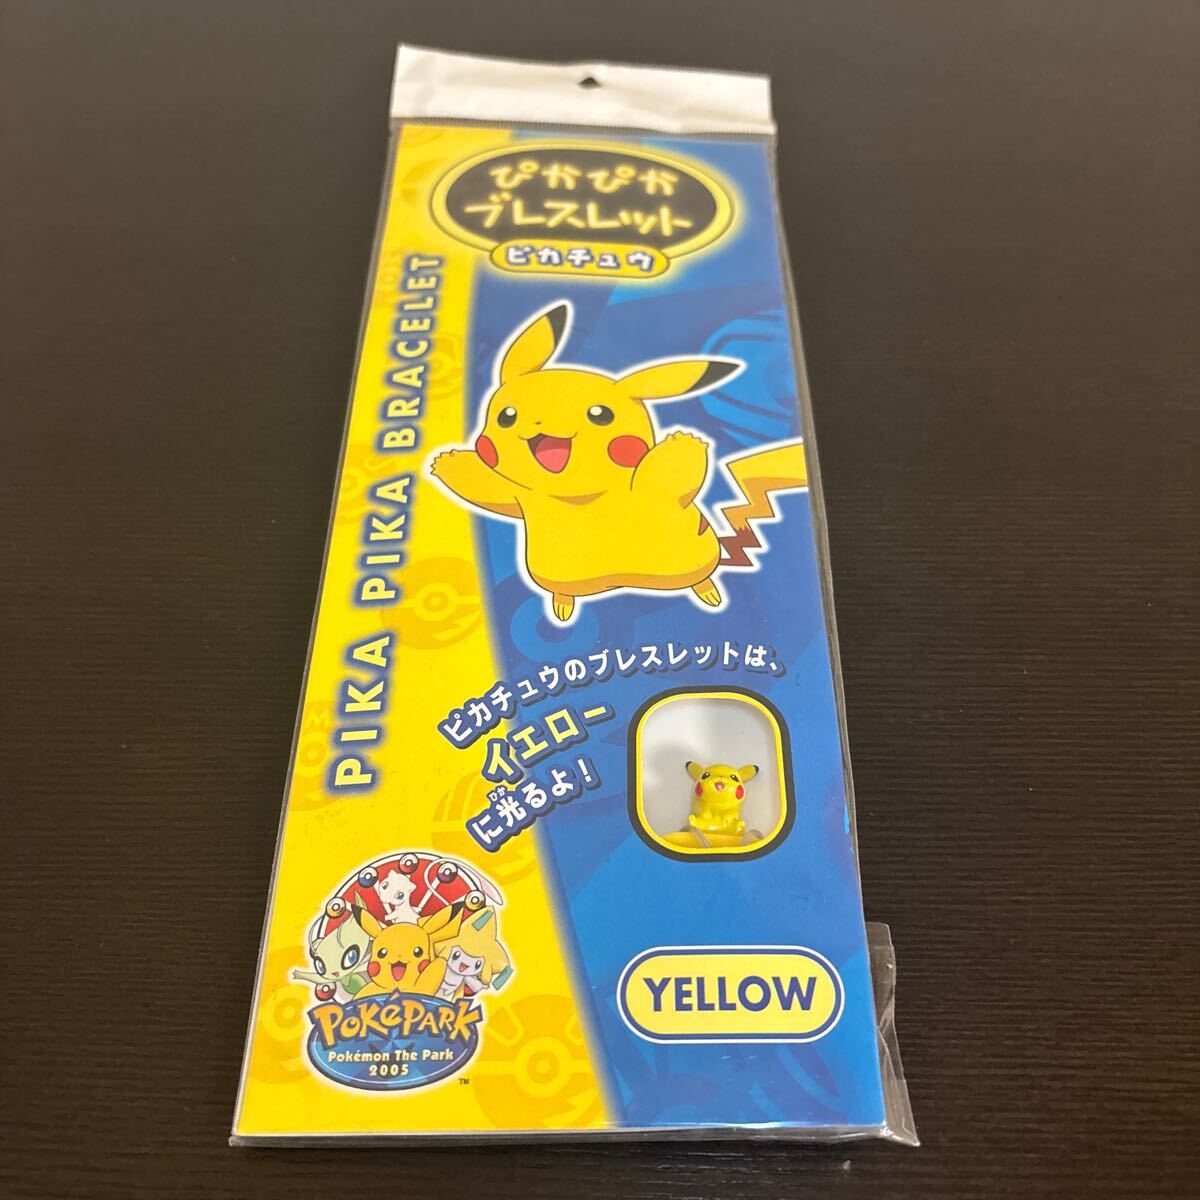 ぴかぴか
ブレスレット
ピカチュウ
PIKA PIKA BRACELET
ピカチュウのブレスレットは、
イエロー
に光るよ!
ひか
POKéPARK
Pokémon The Park
2005
TM
YELLOW